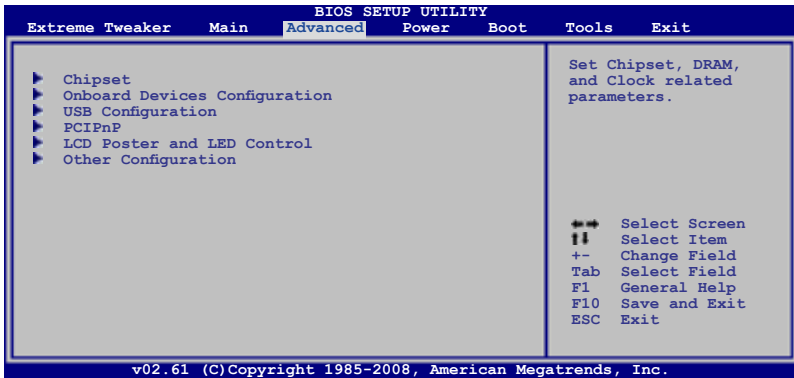 BIOS SETUP UTILITY
Extreme Tweaker Main Advanced Power Boot Tools Exit
Chipset
Onboard Devices Configuration
USB Configuration
PCIPnP
LCD Poster and LED Control
Other Configuration
Set Chipset, DRAM,
and Clock related
parameters.
←→ Select Screen
↑↓ Select Item
+- Change Field
Tab Select Field
F1 General Help
F10 Save and Exit
ESC Exit
v02.61 (C)Copyright 1985-2008, American Megatrends, Inc.